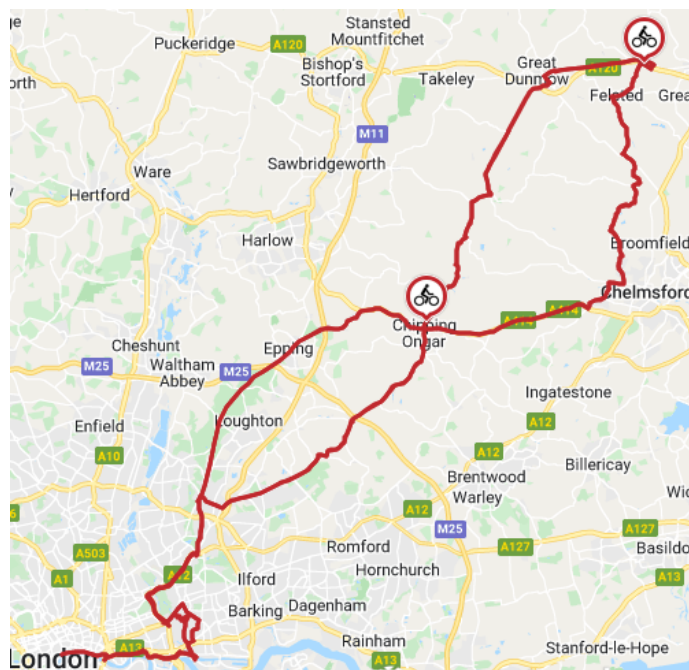 ge
Stansted
Mountfitchet
Puckeridge
A120
Bishop's
Stortford
Great
Dunmow
A120
Takeley
orth
Felsted
Grea
M11
Sawbridgeworth
Ware
Hertford
Harlow
Broomfield
Chelmsford
Chipping
Ongar
A414
A414
Cheshunt
Epping
M25
Waltham
Abbey
M25
Ingatestone
Loughton
Enfield
A12
A10
A12
Billericay
Brentwood
Warley
Wic
6
A12
M25
A127
A127
A503
Romford
Basildo
A1
A12
Ilford
Hornchurch
A13
Barking
Dagenham
London
A13
Rainham
Stanford-le-Hope